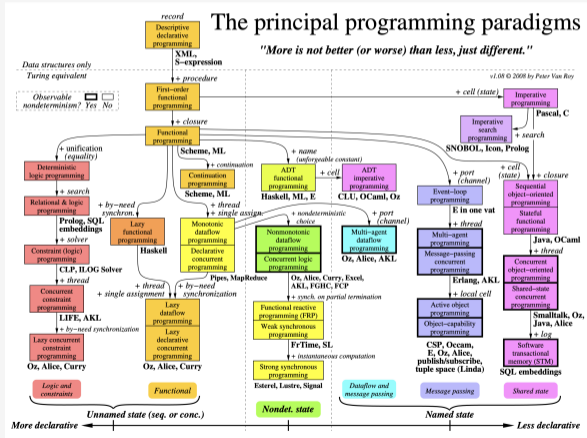 record
The principal programming paradigms
Descriptive
declarative
programming
"More is not better (or worse) than less, just different."
XML,
S-expression
Data structures only
Turing equivalent
+ procedure
v1.08 © 2008 by Peter Van Roy
Observable
nondeterminism? Yes No
First-order
functional
programming
+ cell (state)
Imperative
programming
Pascal, C
+ closure
Functional
programming
Imperative
search
programming
+ search
SNOBOL, Icon, Prolog
+ unification
(equality)
Scheme, ML
+ continuation
+ name
(unforgeable constant)
+ cell
(state)
+ closure
Deterministic
logic programming
Continuation
programming
Scheme, ML
ADT
functional
programming
+ cell
ADT
imperative
programming
Haskell, ML, E
CLU, OCaml, Oz
+ port
(channel)
Event-loop
programming
E in one vat
Sequential
object-oriented
programming
Stateful
functional
programming
Java, OCaml
+ search
Relational & logic
programming
Prolog, SQL
embeddings
+ by-need
synchron.
+ thread
+ single assign.
Lazy
functional
programming
Haskell
Monotonic
dataflow
programming
Declarative
concurrent
programming
Pipes, MapReduce
+ nondeterministic
choice
Nonmonotonic
dataflow
programming
Concurrent logic
programming
Oz, Alice, Curry, Excel,
AKL, FGHC, FCP
+ port
(channel)
Multi-agent
dataflow
programming
Oz, Alice, AKL
+ thread
Multi-agent
programming
Message-passing
concurrent
programming
Erlang, AKL
+ thread
Concurrent
object-oriented
programming
Shared-state
concurrent
programming
Smalltalk, Oz,
Java, Alice
+ solver
Constraint (logic)
programming
CLP, ILOG Solver
+ thread
Concurrent
constraint
programming
LIFE, AKL
+ by-need synchronization
Lazy concurrent
constraint
programming
Oz, Alice, Curry
+ thread
+ single assignment
+ by-need
synchronization
Lazy
dataflow
programming
Lazy
declarative
concurrent
programming
Oz, Alice, Curry
+ synch. on partial termination
Functional reactive
programming (FRP)
Weak synchronous
programming
FrTime, SL
+ instantaneous computation
Strong synchronous
programming
Esterel, Lustre, Signal
+ local cell
Active object
programming
Object-capability
programming
CSP, Occam,
E, Oz, Alice,
publish/subscribe,
tuple space (Linda)
+ log
Software
transactional
memory (STM)
SQL embeddings
Logic and
constraints
Functional
Dataflow and
message passing
Message passing
Shared state
Nondet. state
Unnamed state (seq. or conc.)
Named state
More declarative
Less declarative